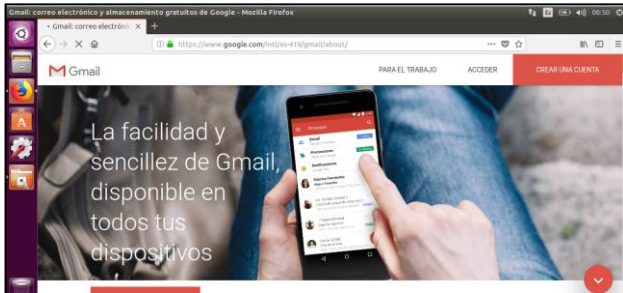 Gmail: correo electrónico y almacenamiento gratuitos de Google - Mozilla Firefox
Es
06:50
Gmail: correo electrónic
https://www.google.com/intl/es-419/gmail/about/
Gmail
PARA EL TRABAJO
ACCEDER
CREAR UNA CUENTA
La facilidad y
sencillez de Gmail,
disponible en
todos tus
dispositivos
Principal
Social
Promociones